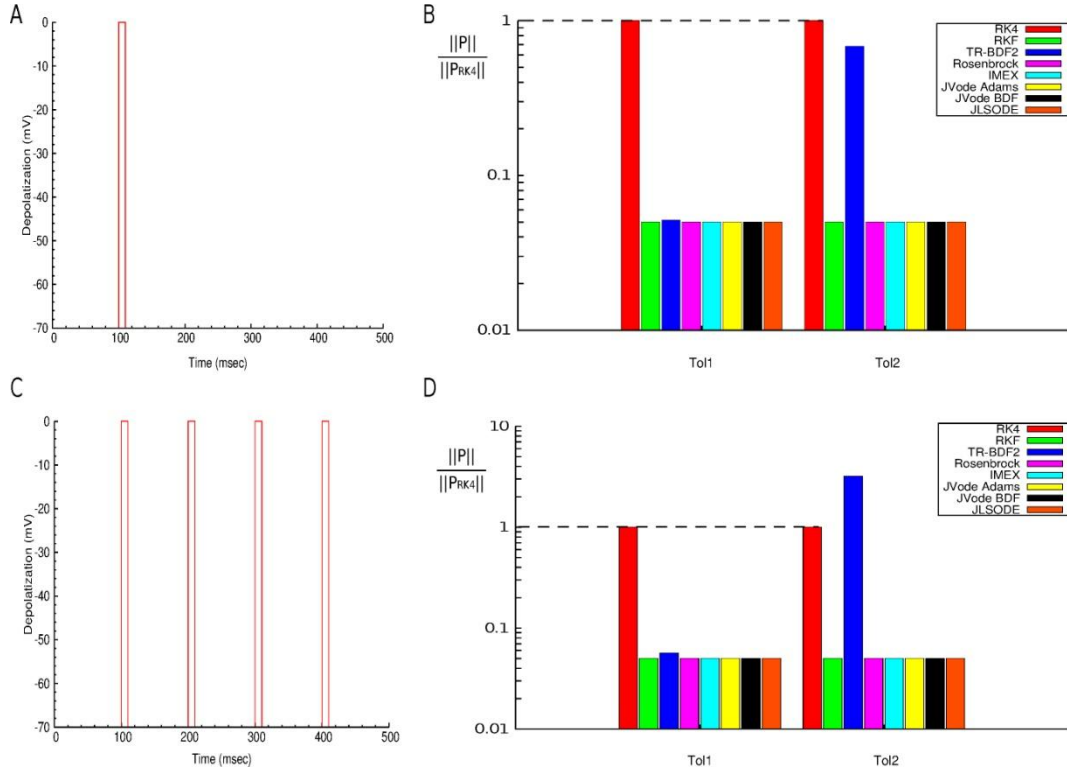 A
Depolatization (mV)
0
-10
-20
-30
-40
-50
-60
-70
0 100 200 300 400 500
Time (msec)
B
||P||
||PRK4||
1
0.1
0.01
Tol1 Tol2
RK4
RKF
TR-BDF2
Rosenbrock
IMEX
JVode Adams
JVode BDF
JLSODE
C
Depolatization (mV)
0
-10
-20
-30
-40
-50
-60
-70
0 100 200 300 400 500
Time (msec)
D
||P||
||PRK4||
10
1
0.1
0.01
Tol1 Tol2
RK4
RKF
TR-BDF2
Rosenbrock
IMEX
JVode Adams
JVode BDF
JLSODE